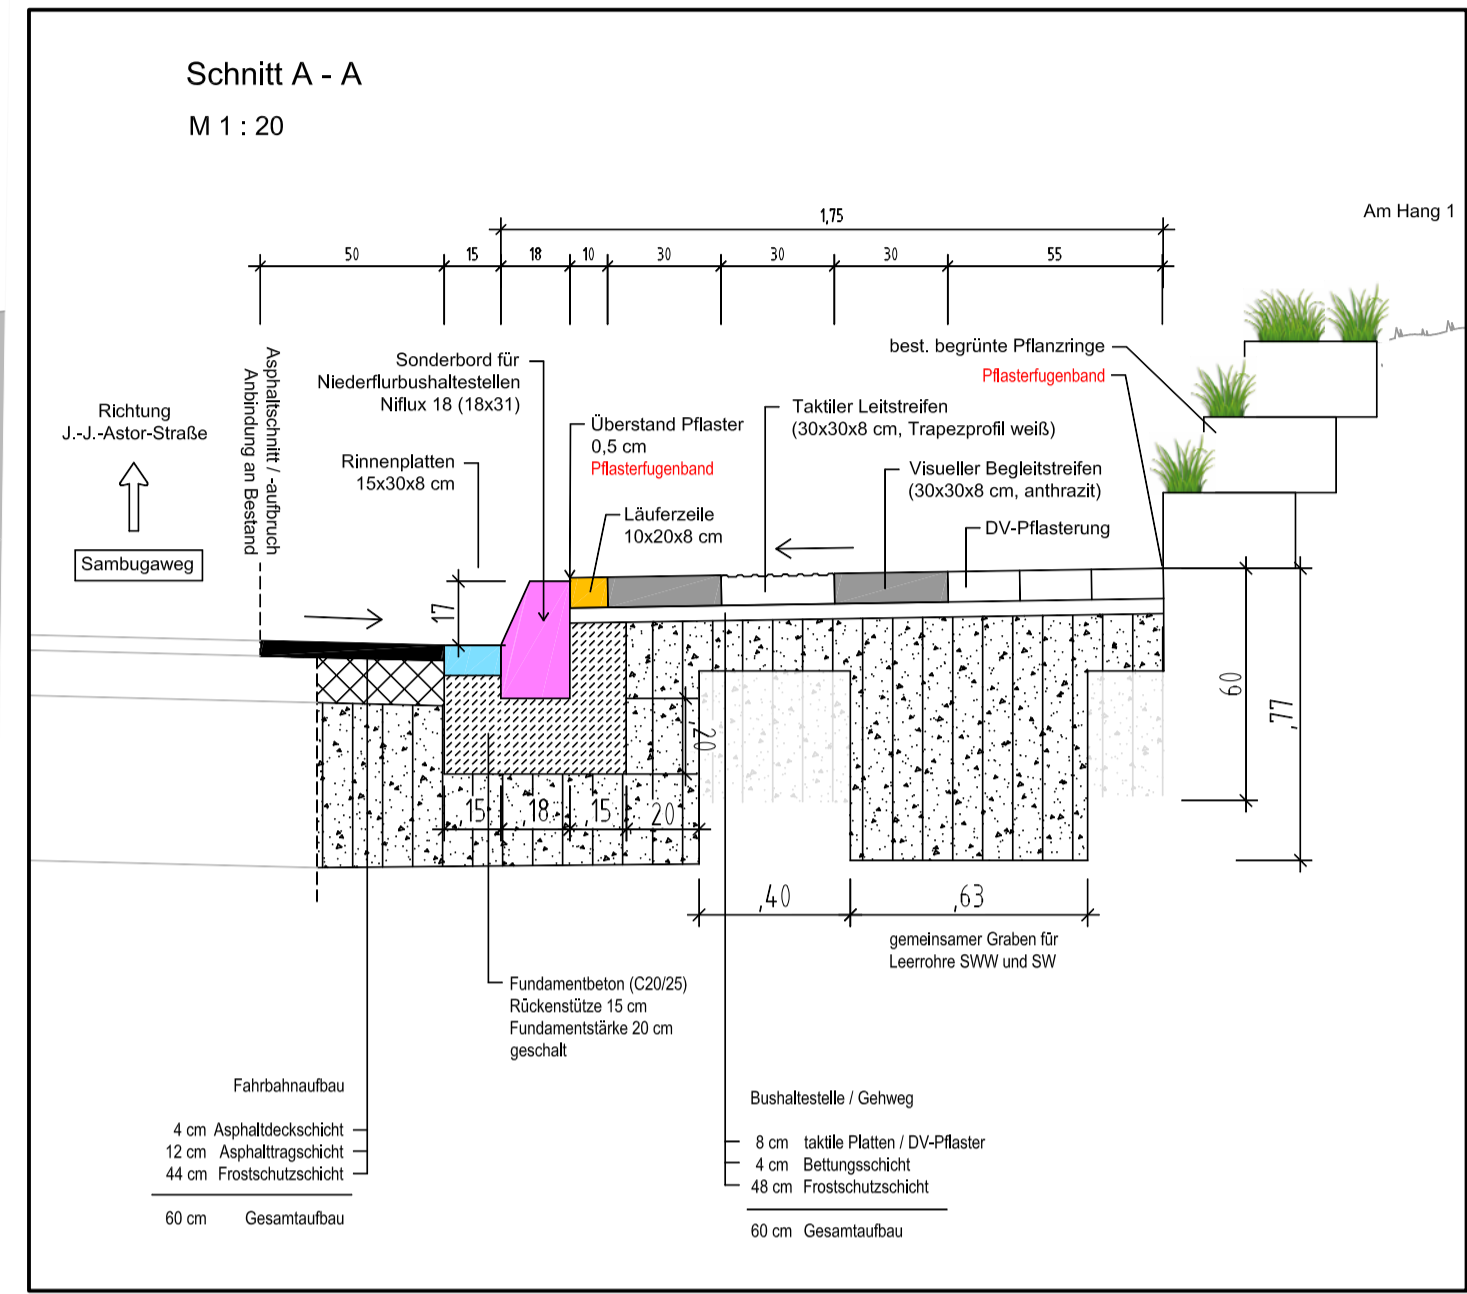 Schnitt A - A
M 1 : 20
Am Hang 1
1,75
50 15 18 10 30 30 30 55
Richtung
J.-J.-Astor-Straße
Sambugaweg
Asphaltschnitt / -aufbruch
Anbindung an Bestand
Sonderbord für
Niederflurbushaltestellen
Niflux 18 (18x31)
Rinnenplatten
15x30x8 cm
Überstand Pflaster
0,5 cm
Pflasterfugenband
Läuferzeile
10x20x8 cm
Taktiler Leitstreifen
(30x30x8 cm, Trapezprofil weiß)
best. begrünte Pflanzringe
Pflasterfugenband
Visueller Begleitstreifen
(30x30x8 cm, anthrazit)
DV-Pflasterung
17
,20
60
,77
,15 ,18 ,15 20
,40 ,63
gemeinsamer Graben für
Leerrohre SWW und SW
Fundamentbeton (C20/25)
Rückenstütze 15 cm
Fundamentstärke 20 cm
geschalt
Fahrbahnaufbau
4 cm Asphaltdeckschicht
12 cm Asphalttragschicht
44 cm Frostschutzschicht
60 cm Gesamtaufbau
Bushaltestelle / Gehweg
8 cm taktile Platten / DV-Pflaster
4 cm Bettungsschicht
48 cm Frostschutzschicht
60 cm Gesamtaufbau